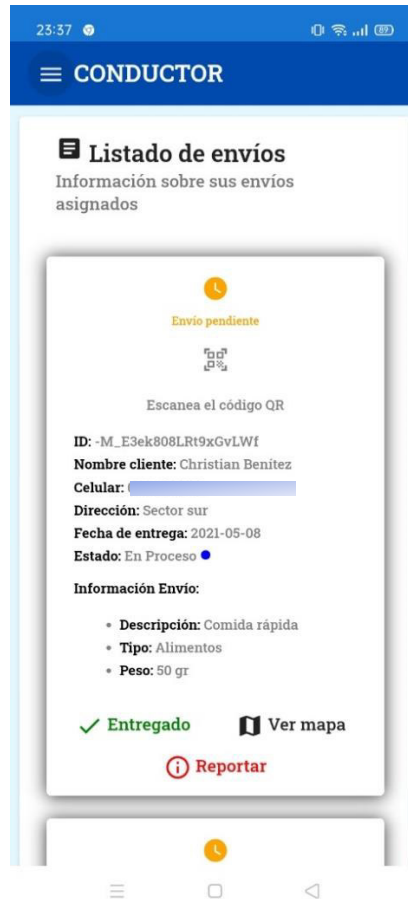 23:37
89
CONDUCTOR
Listado de envíos
Información sobre sus envíos
asignados
Envío pendiente
Escanea el código QR
ID: -M_E3ek808LRt9xGvLWf
Nombre cliente: Christian Benítez
Celular:
Dirección: Sector sur
Fecha de entrega: 2021-05-08
Estado: En Proceso
Información Envío:
Descripción: Comida rápida
Tipo: Alimentos
Peso: 50 gr
Entregado Ver mapa
Reportar